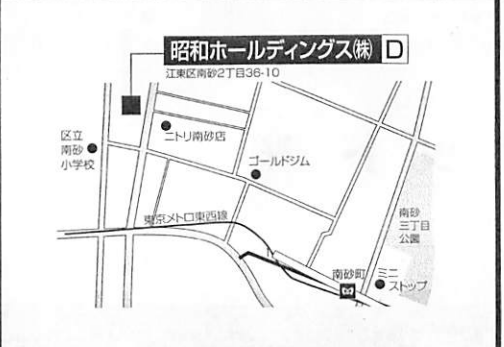 昭和ホールディングス㈱ D
江東区南砂2丁目36-10
区立
南砂
小学校
ニトリ南砂店
ゴールドジム
東京メトロ東西線
南砂
三丁目
公園
南砂町
ミニ
ストップ